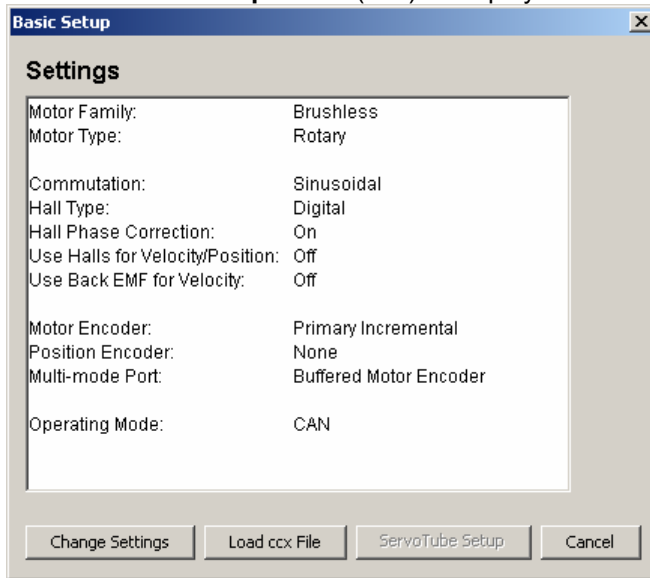 Basic Setup
Settings
Motor Family: Brushless
Motor Type: Rotary
Commutation: Sinusoidal
Hall Type: Digital
Hall Phase Correction: On
Use Halls for Velocity/Position: Off
Use Back EMF for Velocity: Off
Motor Encoder: Primary Incremental
Position Encoder: None
Multi-mode Port: Buffered Motor Encoder
Operating Mode: CAN
Change Settings Load ccx File ServoTube Setup Cancel